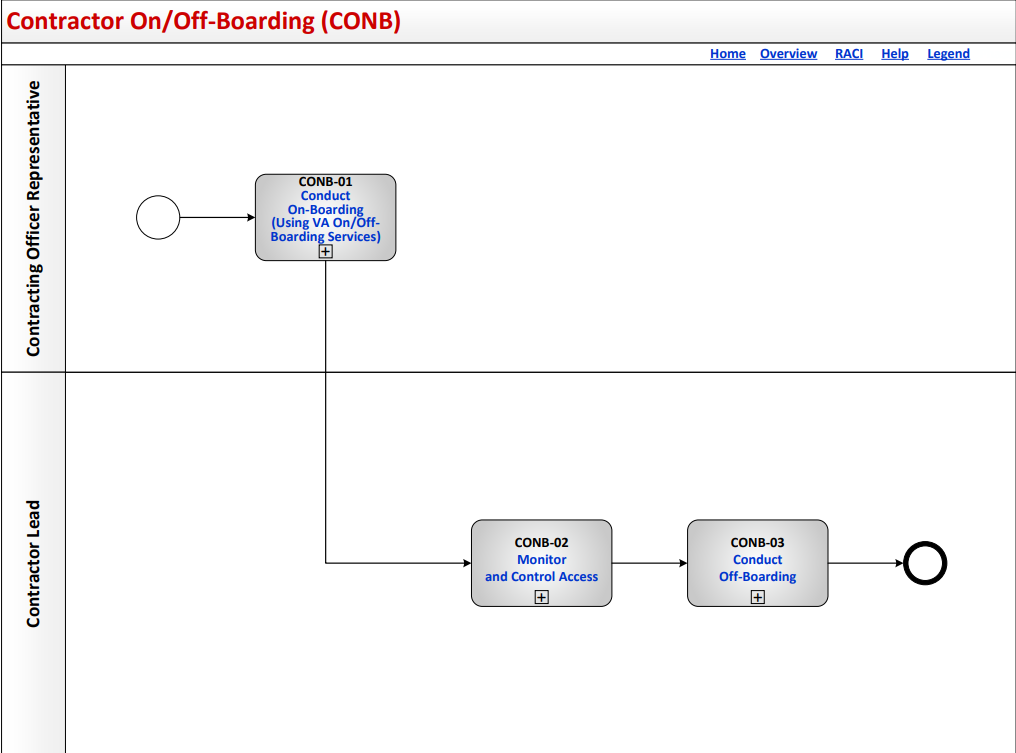 Contractor On/Off-Boarding (CONB)
Home Overview RACI Help Legend
Contracting Officer Representative
CONB-01
Conduct
On-Boarding
(Using VA On/Off-
Boarding Services)
Contractor Lead
CONB-02
Monitor
and Control Access
CONB-03
Conduct
Off-Boarding